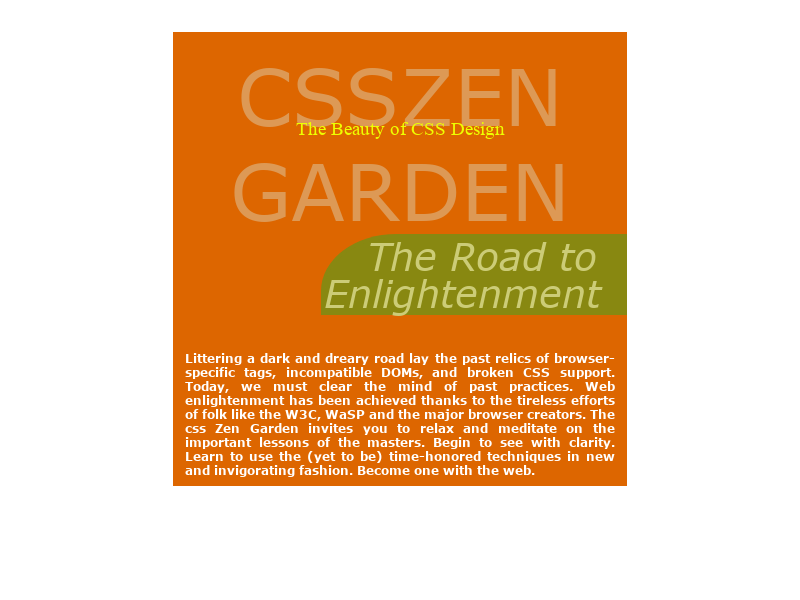 CSSZEN
The Beauty of CSS Design
GARDEN
The Road to
Enlightenment
Littering a dark and dreary road lay the past relics of browser-
specific tags, incompatible DOMs, and broken CSS support.
Today, we must clear the mind of past practices. Web
enlightenment has been achieved thanks to the tireless efforts
of folk like the W3C, WaSP and the major browser creators. The
css Zen Garden invites you to relax and meditate on the
important lessons of the masters. Begin to see with clarity.
Learn to use the (yet to be) time-honored techniques in new
and invigorating fashion. Become one with the web.